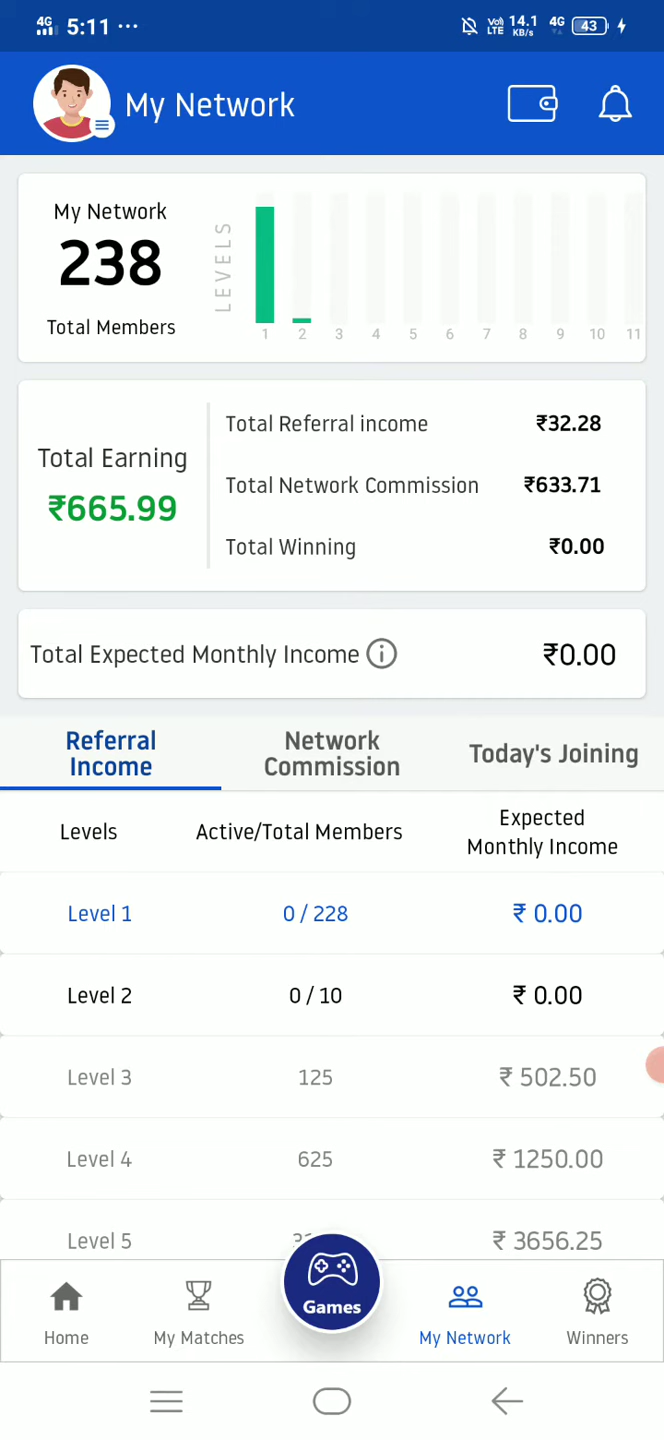 4G 5:11 ...
Vo) LTE 14.1 KB/s 4G 43
My Network
My Network
238
Total Members
LEVELS
1 2 3 4 5 6 7 8 9 10 11
Total Earning
₹665.99
Total Referral income ₹32.28
Total Network Commission ₹633.71
Total Winning ₹0.00
Total Expected Monthly Income i ₹0.00
Referral Income
Network Commission
Today's Joining
Levels Active/Total Members Expected Monthly Income
Level 1 0 / 228 ₹ 0.00
Level 2 0 / 10 ₹ 0.00
Level 3 125 ₹ 502.50
Level 4 625 ₹ 1250.00
Level 5 ₹ 3656.25
Games
Home My Matches My Network Winners